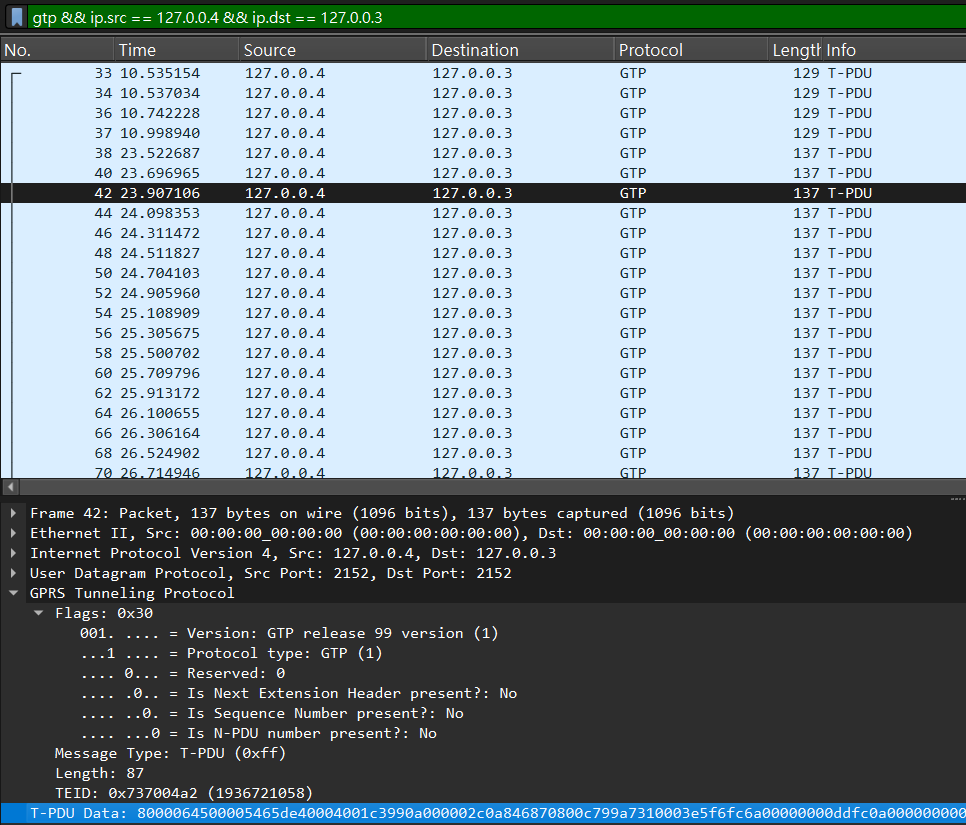 gtp && ip.src == 127.0.0.4 && ip.dst == 127.0.0.3
No. Time Source Destination Protocol Length Info
33 10.535154 127.0.0.4 127.0.0.3 GTP 129 T-PDU
34 10.537034 127.0.0.4 127.0.0.3 GTP 129 T-PDU
36 10.742228 127.0.0.4 127.0.0.3 GTP 129 T-PDU
37 10.998940 127.0.0.4 127.0.0.3 GTP 129 T-PDU
38 23.522687 127.0.0.4 127.0.0.3 GTP 137 T-PDU
40 23.696965 127.0.0.4 127.0.0.3 GTP 137 T-PDU
42 23.907106 127.0.0.4 127.0.0.3 GTP 137 T-PDU
44 24.098353 127.0.0.4 127.0.0.3 GTP 137 T-PDU
46 24.311472 127.0.0.4 127.0.0.3 GTP 137 T-PDU
48 24.511827 127.0.0.4 127.0.0.3 GTP 137 T-PDU
50 24.704103 127.0.0.4 127.0.0.3 GTP 137 T-PDU
52 24.905960 127.0.0.4 127.0.0.3 GTP 137 T-PDU
54 25.108909 127.0.0.4 127.0.0.3 GTP 137 T-PDU
56 25.305675 127.0.0.4 127.0.0.3 GTP 137 T-PDU
58 25.500702 127.0.0.4 127.0.0.3 GTP 137 T-PDU
60 25.709796 127.0.0.4 127.0.0.3 GTP 137 T-PDU
62 25.913172 127.0.0.4 127.0.0.3 GTP 137 T-PDU
64 26.100655 127.0.0.4 127.0.0.3 GTP 137 T-PDU
66 26.306164 127.0.0.4 127.0.0.3 GTP 137 T-PDU
68 26.524902 127.0.0.4 127.0.0.3 GTP 137 T-PDU
70 26.714946 127.0.0.4 127.0.0.3 GTP 137 T-PDU
Frame 42: Packet, 137 bytes on wire (1096 bits), 137 bytes captured (1096 bits)
Ethernet II, Src: 00:00:00_00:00:00 (00:00:00:00:00:00), Dst: 00:00:00_00:00:00 (00:00:00:00:00:00)
Internet Protocol Version 4, Src: 127.0.0.4, Dst: 127.0.0.3
User Datagram Protocol, Src Port: 2152, Dst Port: 2152
GPRS Tunneling Protocol
Flags: 0x30
001. .... = Version: GTP release 99 version (1)
...1 .... = Protocol type: GTP (1)
.... 0... = Reserved: 0
.... .0.. = Is Next Extension Header present?: No
.... ..0. = Is Sequence Number present?: No
.... ...0 = Is N-PDU number present?: No
Message Type: T-PDU (0xff)
Length: 87
TEID: 0x737004a2 (1936721058)
T-PDU Data: 8000064500005465de40004001c3990a000002c0a846870800c799a7310003e5f6fc6a00000000ddfc0a000000000